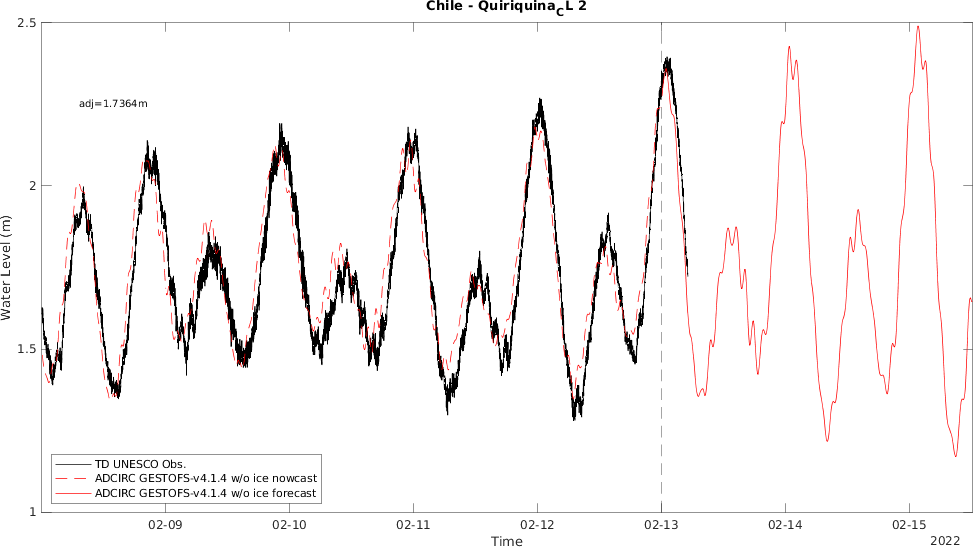 Chile - Quiriquina_CL 2
2.5
adj=1.7364m
2
Water Level (m)
1.5
TD UNESCO Obs.
ADCIRC GESTOFS-v4.1.4 w/o ice nowcast
ADCIRC GESTOFS-v4.1.4 w/o ice forecast
1
02-09 02-10 02-11 02-12 02-13 02-14 02-15
Time
2022